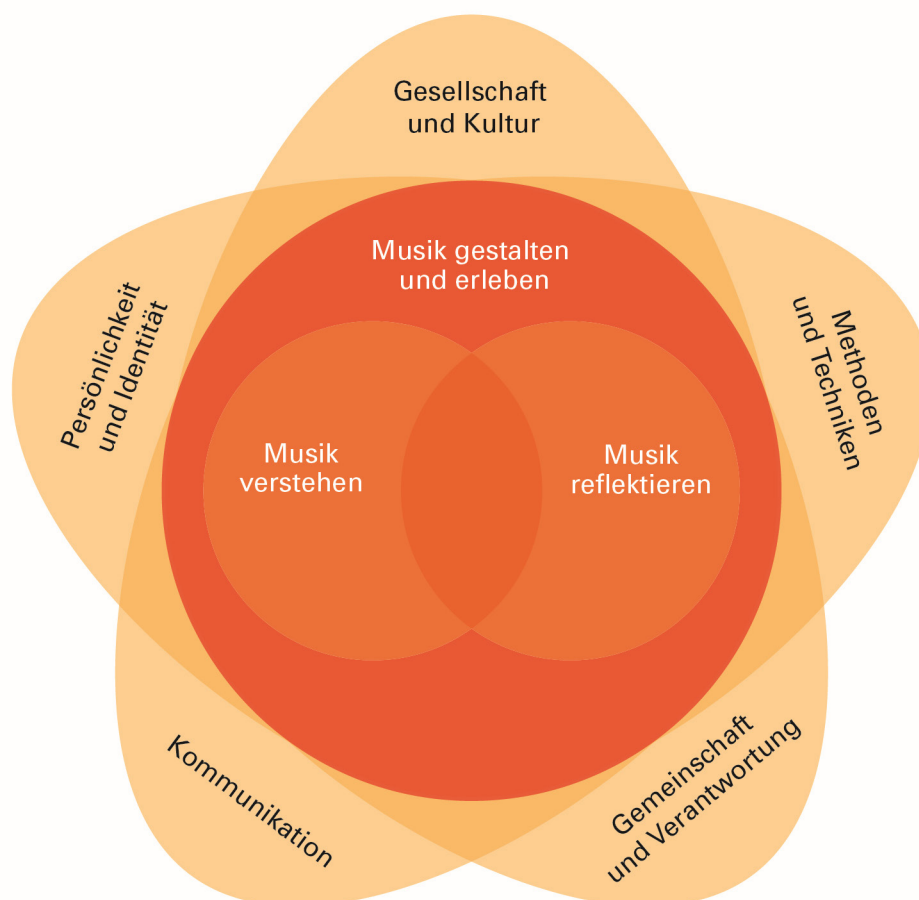 Gesellschaft
und Kultur
Musik gestalten
und erleben
Persönlichkeit
und Identität
Methoden
und Techniken
Musik
verstehen
Musik
reflektieren
Kommunikation
Gemeinschaft
und Verantwortung